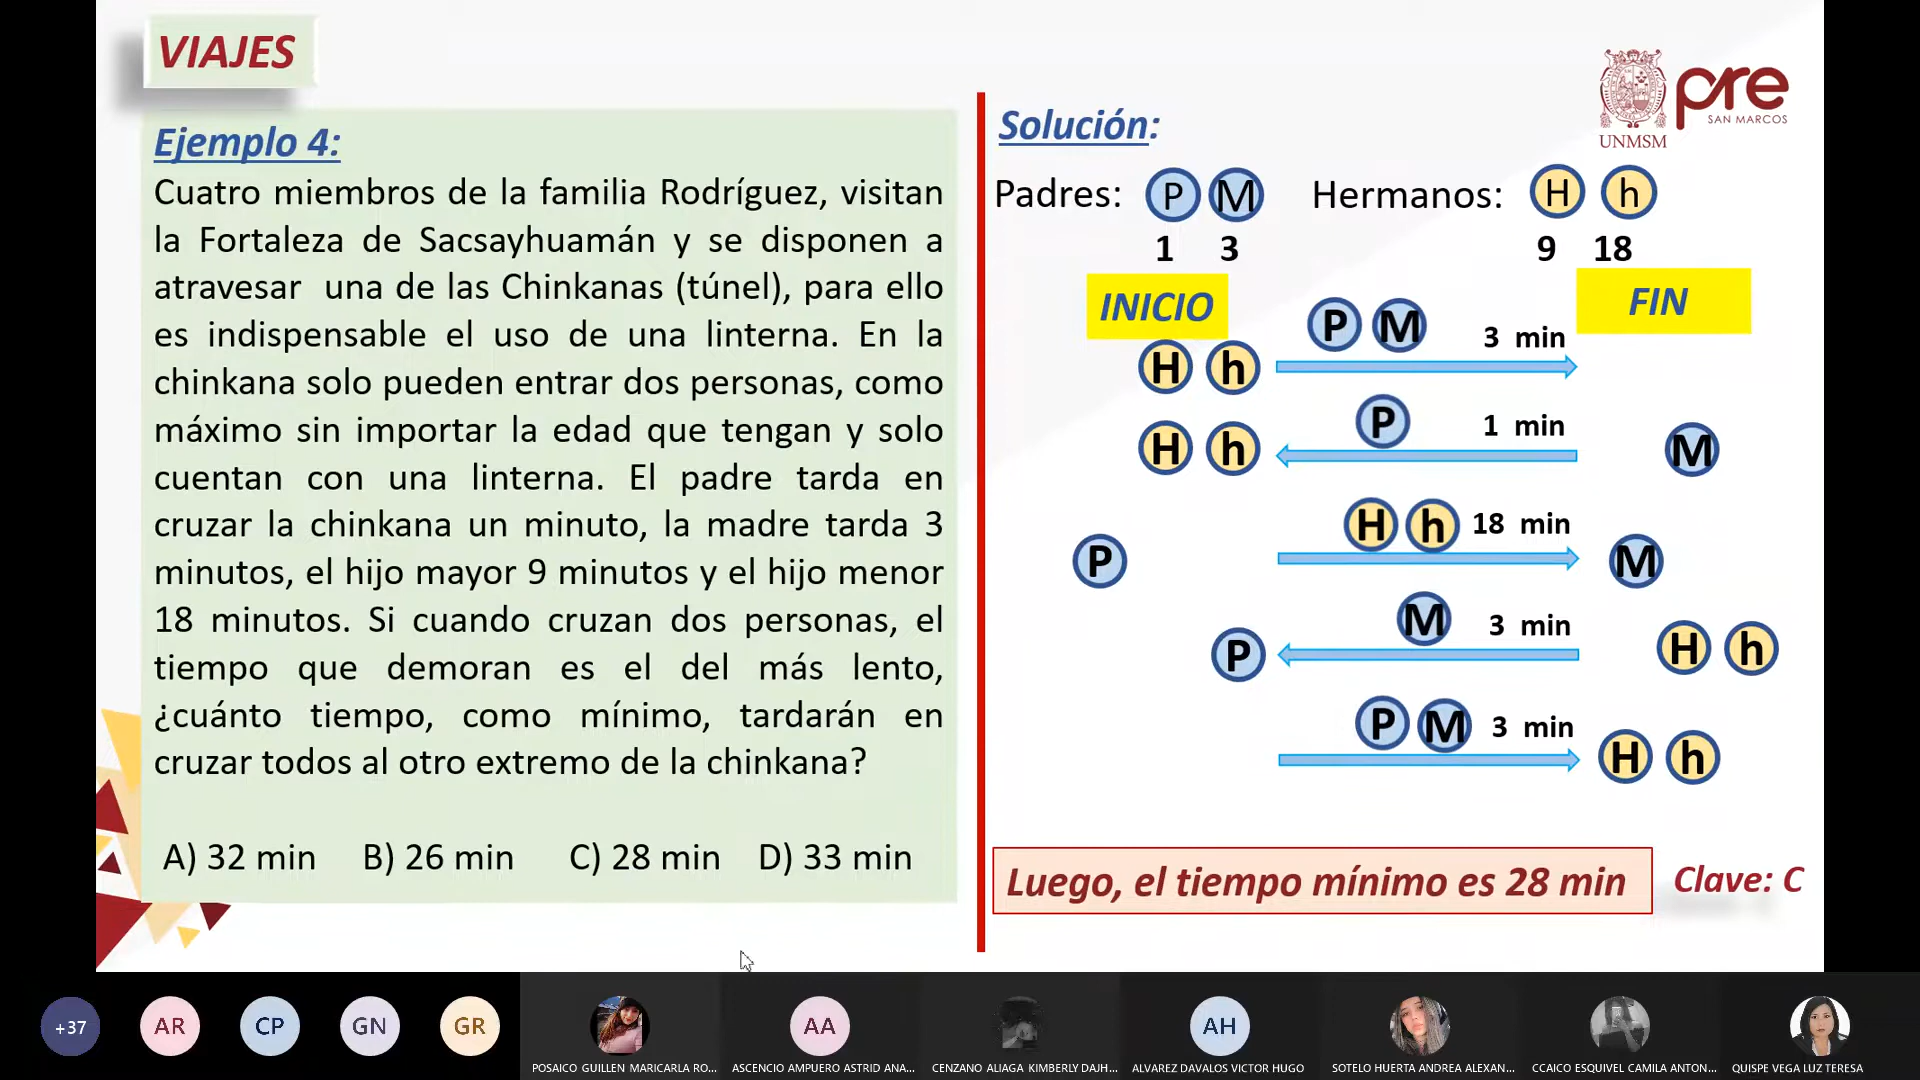 VIAJES
Ejemplo 4:
Cuatro miembros de la familia Rodríguez, visitan
la Fortaleza de Sacsayhuamán y se disponen a
atravesar una de las Chinkanas (túnel), para ello
es indispensable el uso de una linterna. En la
chinkana solo pueden entrar dos personas, como
máximo sin importar la edad que tengan y solo
cuentan con una linterna. El padre tarda en
cruzar la chinkana un minuto, la madre tarda 3
minutos, el hijo mayor 9 minutos y el hijo menor
18 minutos. Si cuando cruzan dos personas, el
tiempo que demoran es el del más lento,
¿cuánto tiempo, como mínimo, tardarán en
cruzar todos al otro extremo de la chinkana?
A) 32 min B) 26 min C) 28 min D) 33 min
UNMSM
pre
SAN MARCOS
Solución:
Padres: P M Hermanos: H h
1 3 9 18
INICIO FIN
P M 3 min
H h
P 1 min
H h M
H h 18 min
P M
M 3 min
P H h
P M 3 min
H h
Luego, el tiempo mínimo es 28 min Clave: C
+37 AR CP GN GR AA AH
POSAICO GUILLEN MARICARLA RO... ASCENCIO AMPUERO ASTRID ANA... CENZANO ALIAGA KIMBERLY DAJH... ALVAREZ DAVALOS VICTOR HUGO SOTELO HUERTA ANDREA ALEXAN... CCAICO ESQUIVEL CAMILA ANTON... QUISPE VEGA LUZ TERESA